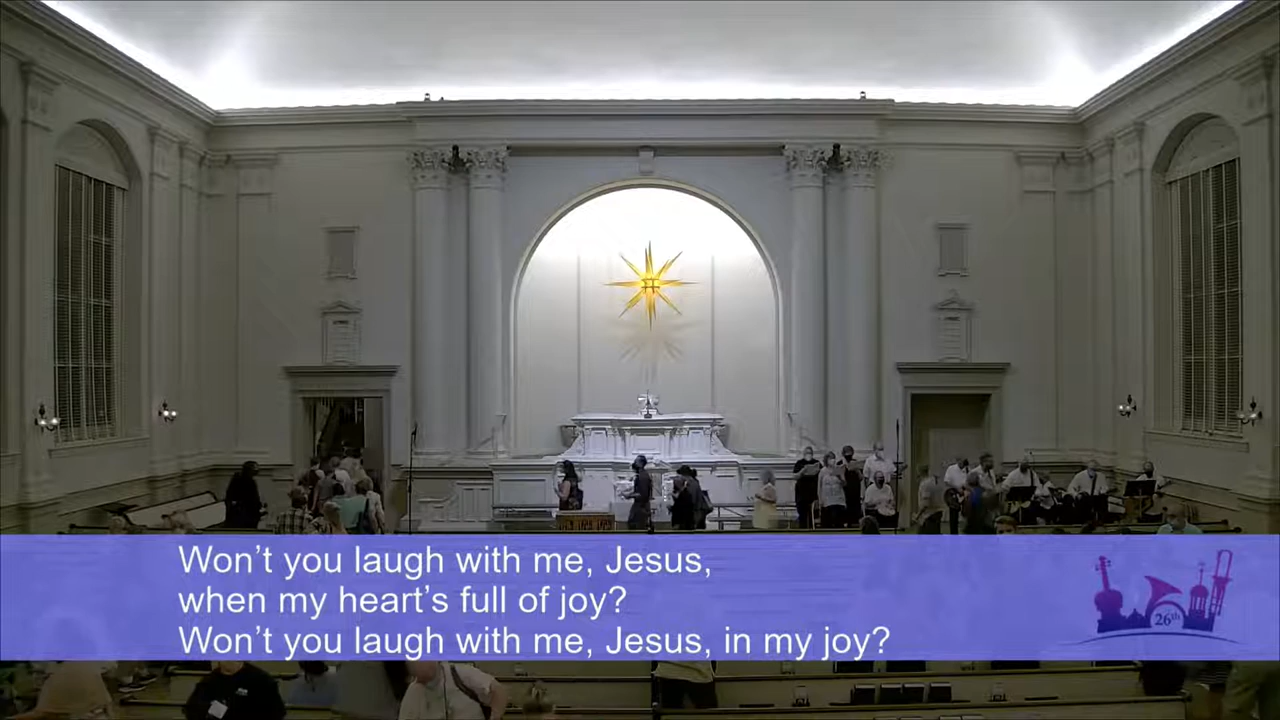 Won't you laugh with me, Jesus,
when my heart's full of joy?
Won't you laugh with me, Jesus, in my joy?
26th